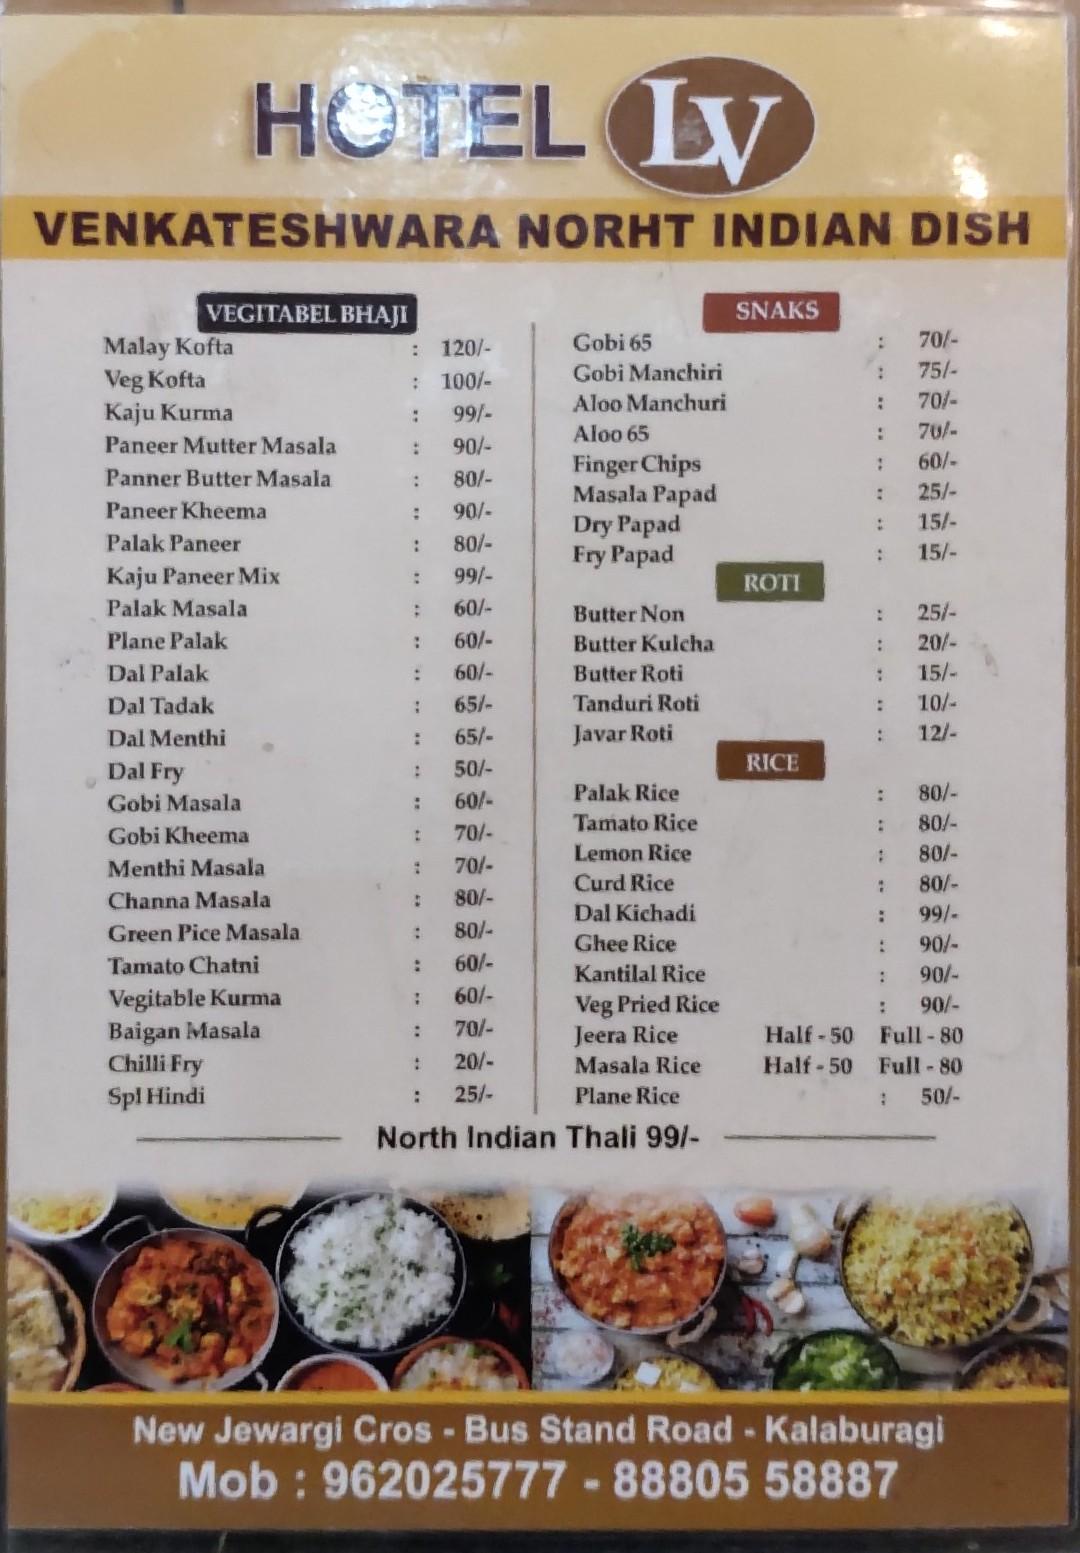 HOTEL LV
VENKATESHWARA NORHT INDIAN DISH
VEGITABEL BHAJI
Malay Kofta : 120/-
Veg Kofta : 100/-
Kaju Kurma : 99/-
Paneer Mutter Masala : 90/-
Panner Butter Masala : 80/-
Paneer Kheema : 90/-
Palak Paneer : 80/-
Kaju Paneer Mix : 99/-
Palak Masala : 60/-
Plane Palak : 60/-
Dal Palak : 60/-
Dal Tadak : 65/-
Dal Menthi : 65/-
Dal Fry : 50/-
Gobi Masala : 60/-
Gobi Kheema : 70/-
Menthi Masala : 70/-
Channa Masala : 80/-
Green Pice Masala : 80/-
Tamato Chatni : 60/-
Vegitable Kurma : 60/-
Baigan Masala : 70/-
Chilli Fry : 20/-
Spl Hindi : 25/-
SNAKS
Gobi 65 : 70/-
Gobi Manchiri : 75/-
Aloo Manchuri : 70/-
Aloo 65 : 70/-
Finger Chips : 60/-
Masala Papad : 25/-
Dry Papad : 15/-
Fry Papad : 15/-
ROTI
Butter Non : 25/-
Butter Kulcha : 20/-
Butter Roti : 15/-
Tanduri Roti : 10/-
Javar Roti : 12/-
RICE
Palak Rice : 80/-
Tamato Rice : 80/-
Lemon Rice : 80/-
Curd Rice : 80/-
Dal Kichadi : 99/-
Ghee Rice : 90/-
Kantilal Rice : 90/-
Veg Pried Rice : 90/-
Jeera Rice Half - 50 Full - 80
Masala Rice Half - 50 Full - 80
Plane Rice : 50/-
North Indian Thali 99/-
New Jewargi Cros - Bus Stand Road - Kalaburagi
Mob : 962025777 - 88805 58887